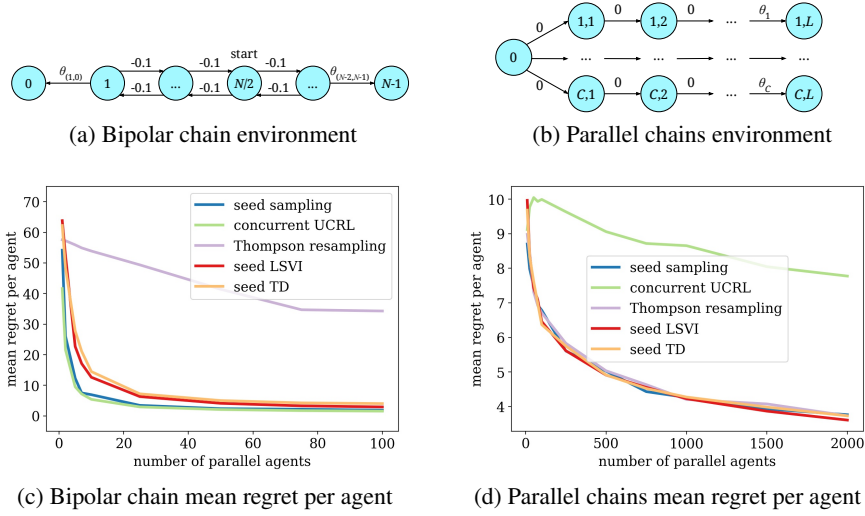 start
-0.1 -0.1 -0.1
θ(1,0) θ(N-2,N-1)
0 1 ... N/2 ... N-1
-0.1 -0.1 -0.1
(a) Bipolar chain environment
0 1,1 0 1,2 0 ... θ1 1,L
0 ... ... ... ...
0 C,1 0 C,2 0 ... θC C,L
(b) Parallel chains environment
mean regret per agent
70
60
50
40
30
20
10
0
seed sampling
concurrent UCRL
Thompson resampling
seed LSVI
seed TD
0 20 40 60 80 100
number of parallel agents
(c) Bipolar chain mean regret per agent
mean regret per agent
10
9
8
7
6
5
4
seed sampling
concurrent UCRL
Thompson resampling
seed LSVI
seed TD
0 500 1000 1500 2000
number of parallel agents
(d) Parallel chains mean regret per agent